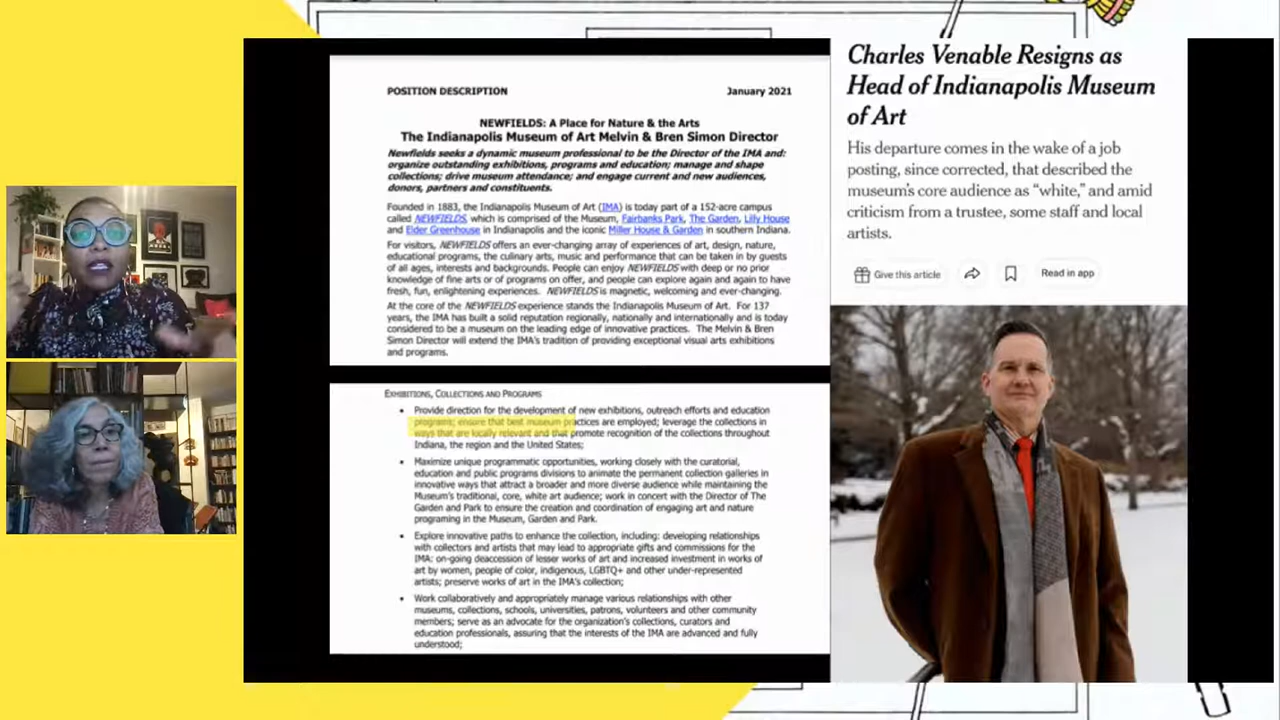 POSITION DESCRIPTION January 2021
NEWFIELDS: A Place for Nature & the Arts
The Indianapolis Museum of Art Melvin & Bren Simon Director
Newfields seeks a dynamic museum professional to be the Director of the IMA and:
organize outstanding exhibitions, programs and education; manage and shape
collections; drive museum attendance; and engage current and new audiences,
donors, partners and constituents.
Founded in 1883, the Indianapolis Museum of Art (IMA) is today part of a 152-acre campus
called NEWFIELDS, which is comprised of the Museum, Fairbanks Park, The Garden, Lilly House
and Elder Greenhouse in Indianapolis and the iconic Miller House & Garden in southern Indiana.
For visitors, NEWFIELDS offers an ever-changing array of experiences of art, design, nature,
educational programs, the culinary arts, music and performance that can be taken in by guests
of all ages, interests and backgrounds. People can enjoy NEWFIELDS with deep or no prior
knowledge of fine arts or of programs on offer, and people can explore again and again to have
fresh, fun, enlightening experiences. NEWFIELDS is magnetic, welcoming and ever-changing.
At the core of the NEWFIELDS experience stands the Indianapolis Museum of Art. For 137
years, the IMA has built a solid reputation regionally, nationally and internationally and is today
considered to be a museum on the leading edge of innovative practices. The Melvin & Bren
Simon Director will extend the IMA's tradition of providing exceptional visual arts exhibitions
and programs.
EXHIBITIONS, COLLECTIONS AND PROGRAMS
• Provide direction for the development of new exhibitions, outreach efforts and education
programs; ensure that best museum practices are employed; leverage the collections in
ways that are locally relevant and that promote recognition of the collections throughout
Indiana, the region and the United States;
• Maximize unique programmatic opportunities, working closely with the curatorial,
education and public programs divisions to animate the permanent collection galleries in
innovative ways that attract a broader and more diverse audience while maintaining the
Museum's traditional, core, white art audience; work in concert with the Director of The
Garden and Park to ensure the creation and coordination of engaging art and nature
programing in the Museum, Garden and Park.
• Explore innovative paths to enhance the collection, including: developing relationships
with collectors and artists that may lead to appropriate gifts and commissions for the
IMA: on-going deaccession of lesser works of art and increased investment in works of
art by women, people of color, indigenous, LGBTQ+ and other under-represented
artists; preserve works of art in the IMA's collection;
• Work collaboratively and appropriately manage various relationships with other
museums, collections, schools, universities, patrons, volunteers and other community
members; serve as an advocate for the organization's collections, curators and
education professionals, assuring that the interests of the IMA are advanced and fully
understood;
Charles Venable Resigns as
Head of Indianapolis Museum
of Art
His departure comes in the wake of a job
posting, since corrected, that described the
museum's core audience as “white,” and amid
criticism from a trustee, some staff and local
artists.
Give this article Read in app